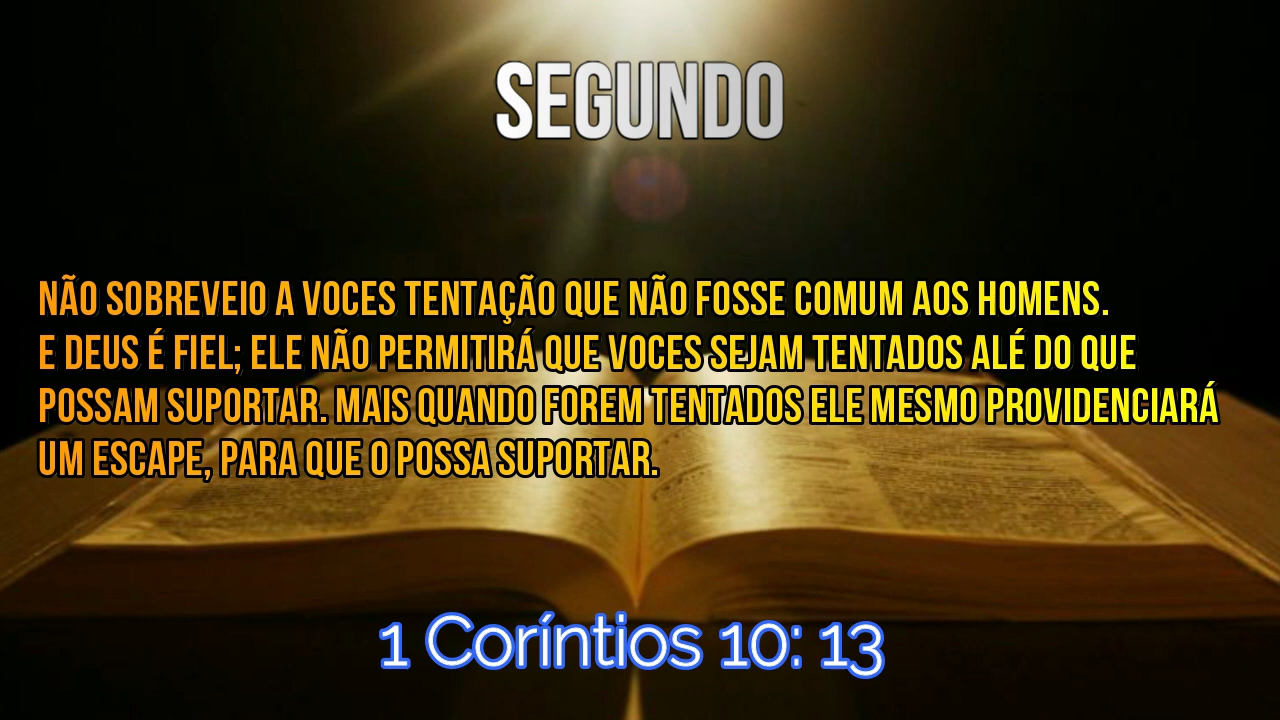 SEGUNDO
NÃO SOBREVEIO A VOCES TENTAÇÃO QUE NÃO FOSSE COMUM AOS HOMENS.
E DEUS É FIEL; ELE NÃO PERMITIRÁ QUE VOCES SEJAM TENTADOS ALÉ DO QUE
POSSAM SUPORTAR. MAIS QUANDO FOREM TENTADOS ELE MESMO PROVIDENCIARÁ
UM ESCAPE, PARA QUE O POSSA SUPORTAR.
1 Coríntios 10: 13